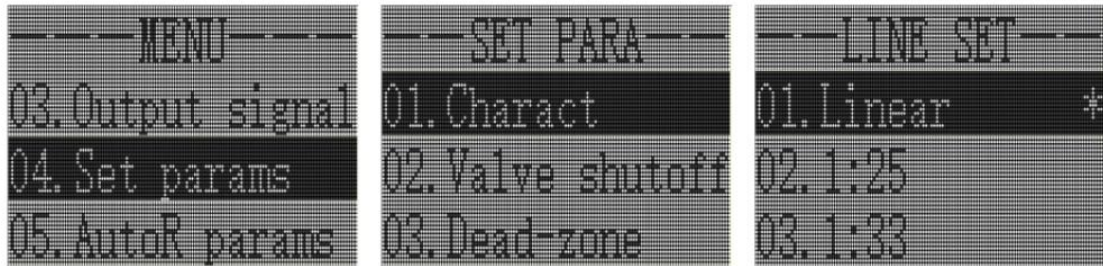 MENU
03. Output signal
04. Set params
05. AutoR params
SET PARA
01. Charact
02. Valve shutoff
03. Dead-zone
LINE SET
01. Linear *
02. 1:25
03. 1:33